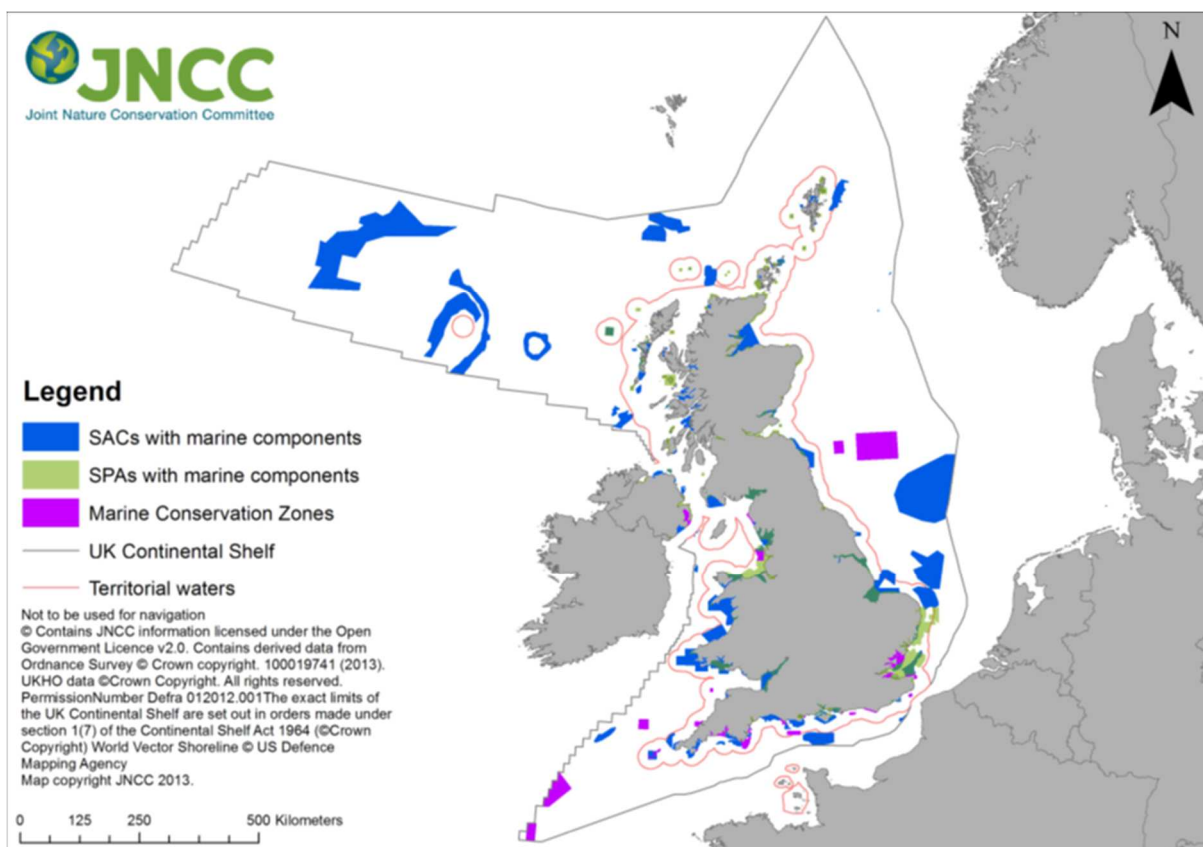 JNCC
Joint Nature Conservation Committee
N
Legend
SACs with marine components
SPAs with marine components
Marine Conservation Zones
UK Continental Shelf
Territorial waters
Not to be used for navigation
© Contains JNCC information licensed under the Open
Government Licence v2.0. Contains derived data from
Ordnance Survey © Crown copyright. 100019741 (2013).
UKHO data ©Crown Copyright. All rights reserved.
PermissionNumber Defra 012012.001The exact limits of
the UK Continental Shelf are set out in orders made under
section 1(7) of the Continental Shelf Act 1964 (©Crown
Copyright) World Vector Shoreline © US Defence
Mapping Agency
Map copyright JNCC 2013.
0 125 250 500 Kilometers